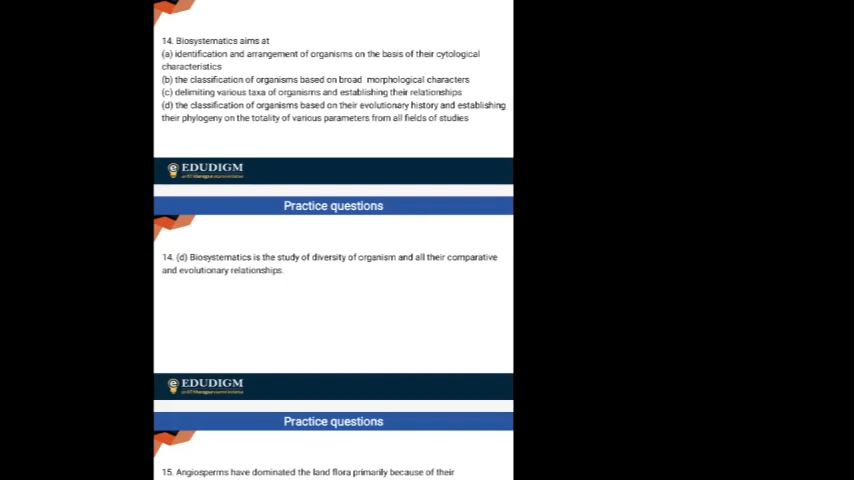 14. Biosystematics aims at
(a) identification and arrangement of organisms on the basis of their cytological
characteristics
(b) the classification of organisms based on broad morphological characters
(c) delimiting various taxa of organisms and establishing their relationships
(d) the classification of organisms based on their evolutionary history and establishing
their phylogeny on the totality of various parameters from all fields of studies
EDUDIGM
Practice questions
14. (d) Biosystematics is the study of diversity of organism and all their comparative
and evolutionary relationships.
EDUDIGM
Practice questions
15. Angiosperms have dominated the land flora primarily because of their